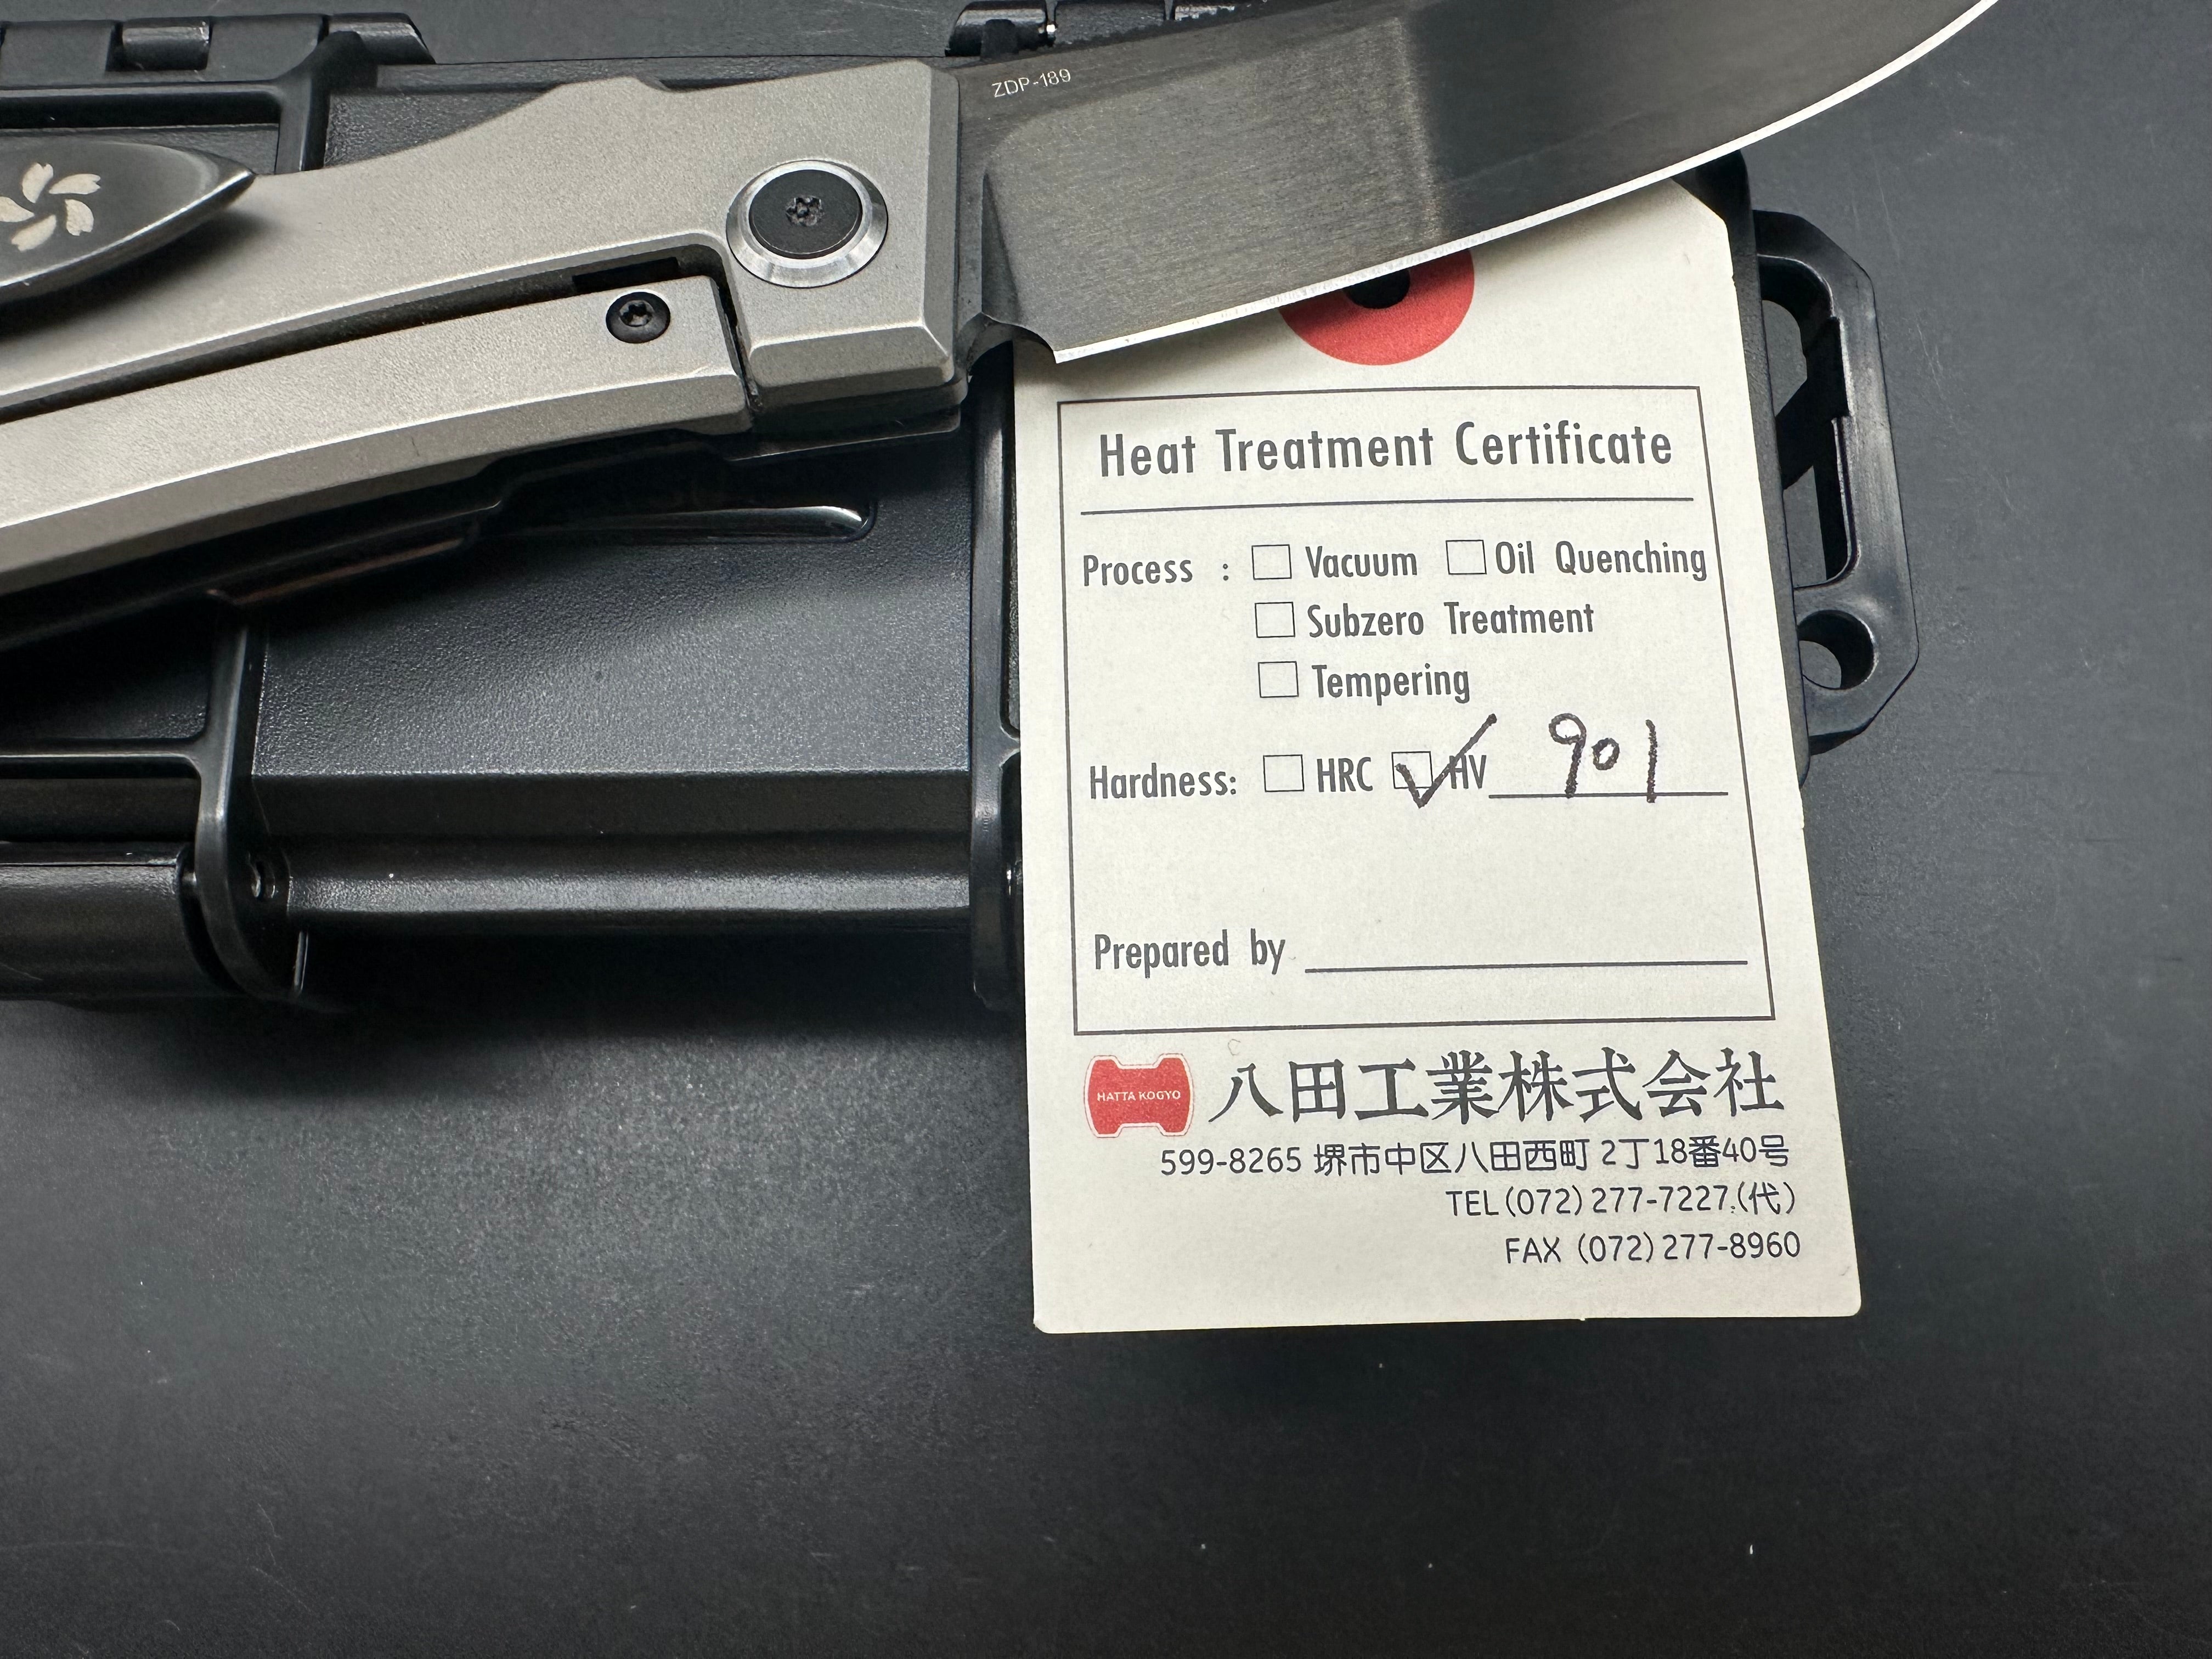 ZDP-189
Heat Treatment Certificate
Process : □ Vacuum □ Oil Quenching
□ Subzero Treatment
□ Tempering
Hardness: □ HRC ☑ HV 901
Prepared by
HATTA KOGYO
八田工業株式会社
599-8265 堺市中区八田西町 2丁18番40号
TEL (072) 277-7227 (代)
FAX (072) 277-8960